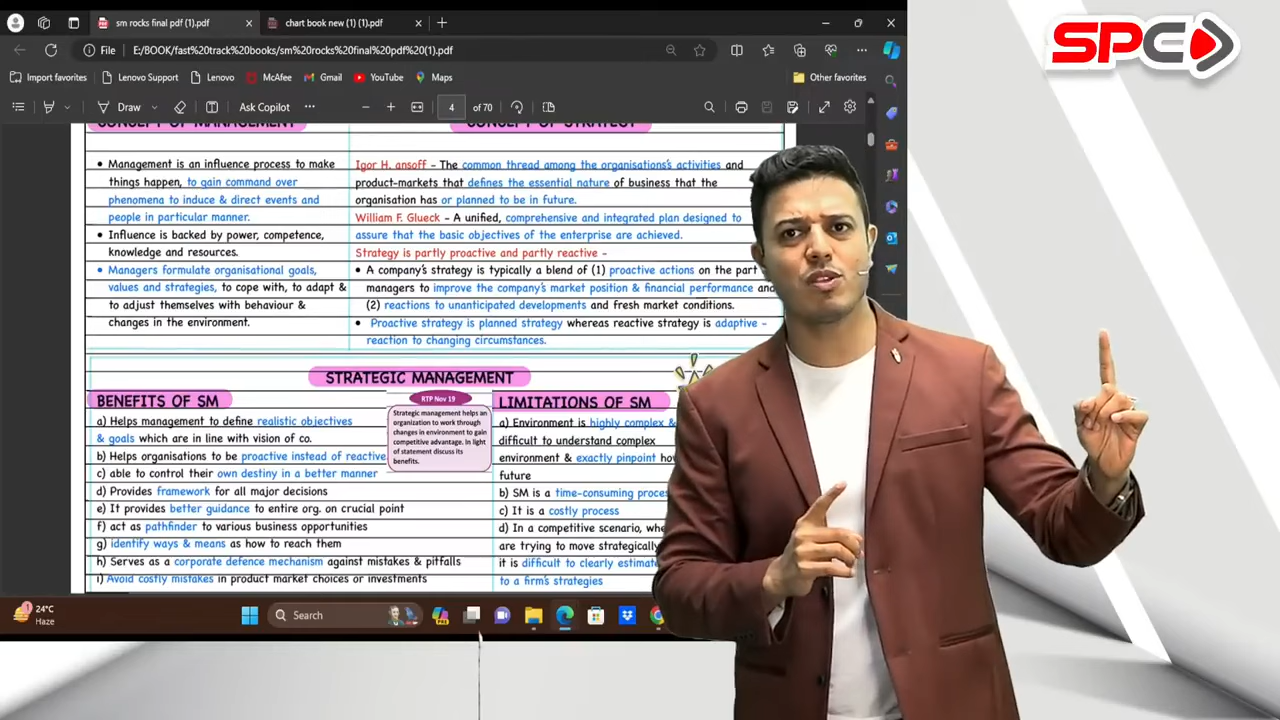 sm rocks final pdf (1).pdf
chart book new (1) (1).pdf
File
E:/BOOK/fast%20track%20books/sm%20rocks%20final%20pdf%20(1).pdf
Import favorites
Lenovo Support
Lenovo
McAfee
Gmail
YouTube
Maps
Other favorites
Draw
Ask Copilot
4
of 70
SPC
CONCEPT OF MANAGEMENT
CONCEPT OF STRATEGY
• Management is an influence process to make
things happen, to gain command over
phenomena to induce & direct events and
people in particular manner.
• Influence is backed by power, competence,
knowledge and resources.
• Managers formulate organisational goals,
values and strategies, to cope with, to adapt &
to adjust themselves with behaviour &
changes in the environment.
Igor H. ansoff – The common thread among the organisations's activities and
product-markets that defines the essential nature of business that the
organisation has or planned to be in future.
William F. Glueck – A unified, comprehensive and integrated plan designed to
assure that the basic objectives of the enterprise are achieved.
Strategy is partly proactive and partly reactive –
• A company's strategy is typically a blend of (1) proactive actions on the part
managers to improve the company's market position & financial performance and
(2) reactions to unanticipated developments and fresh market conditions.
• Proactive strategy is planned strategy whereas reactive strategy is adaptive –
reaction to changing circumstances.
STRATEGIC MANAGEMENT
BENEFITS OF SM
a) Helps management to define realistic objectives
& goals which are in line with vision of co.
b) Helps organisations to be proactive instead of reactive
c) able to control their own destiny in a better manner
d) Provides framework for all major decisions
e) It provides better guidance to entire org. on crucial point
f) act as pathfinder to various business opportunities
g) identify ways & means as how to reach them
h) Serves as a corporate defence mechanism against mistakes & pitfalls
i) Avoid costly mistakes in product market choices or investments
RTP Nov 19
Strategic management helps an
organization to work through
changes in environment to gain
competitive advantage. In light
of statement discuss its
benefits.
LIMITATIONS OF SM
a) Environment is highly complex &
difficult to understand complex
environment & exactly pinpoint
future
b) SM is a time-consuming
c) It is a costly process
d) In a competitive scenario,
are trying to move strategically
it is difficult to clearly
to a firm's strategies
24°C
Haze
Search